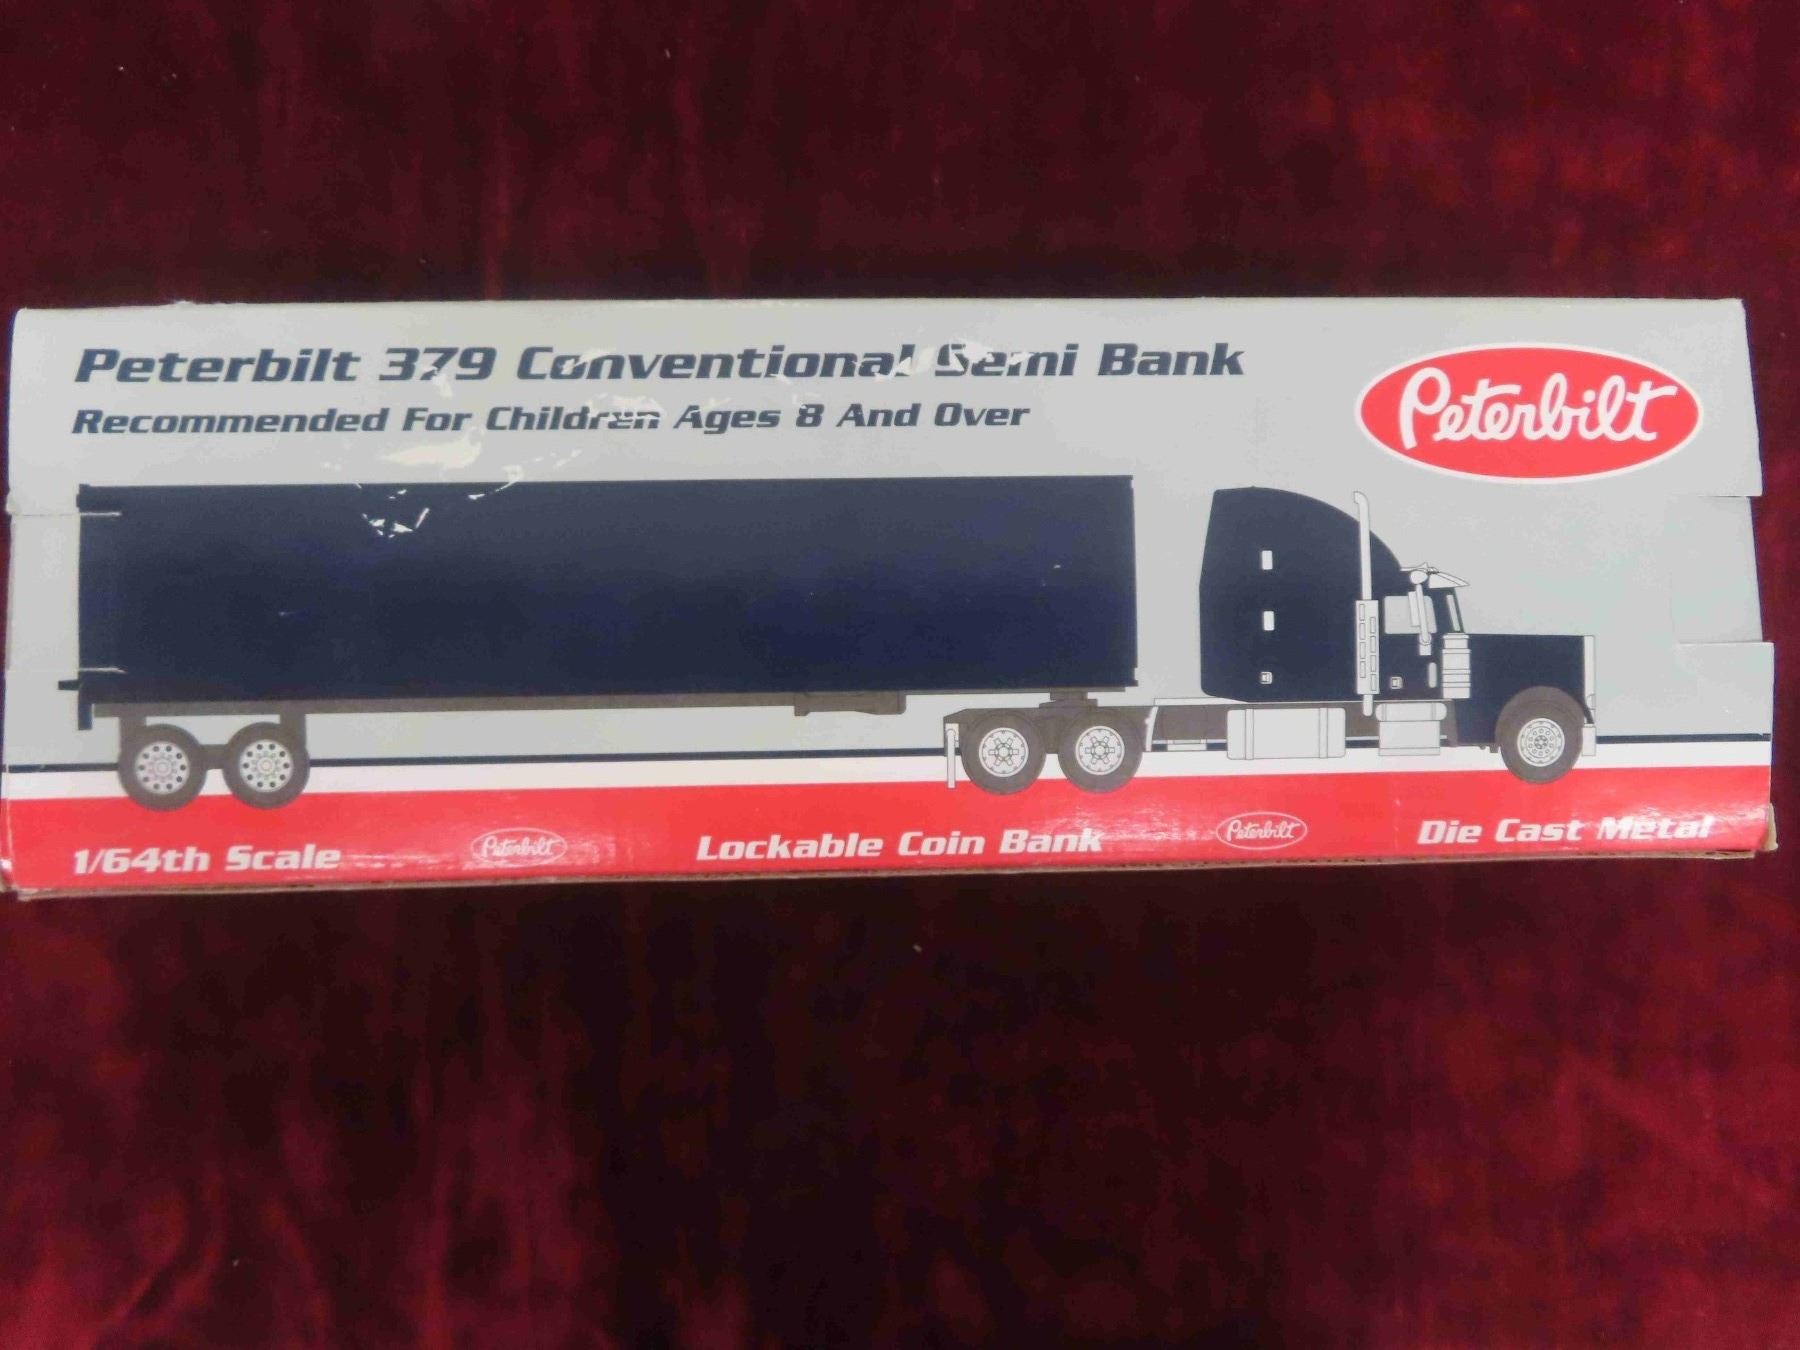 Peterbilt 379 Conventional Semi Bank
Recommended For Children Ages 8 And Over
Peterbilt
1/64th Scale
Peterbilt
Lockable Coin Bank
Peterbilt
Die Cast Metal